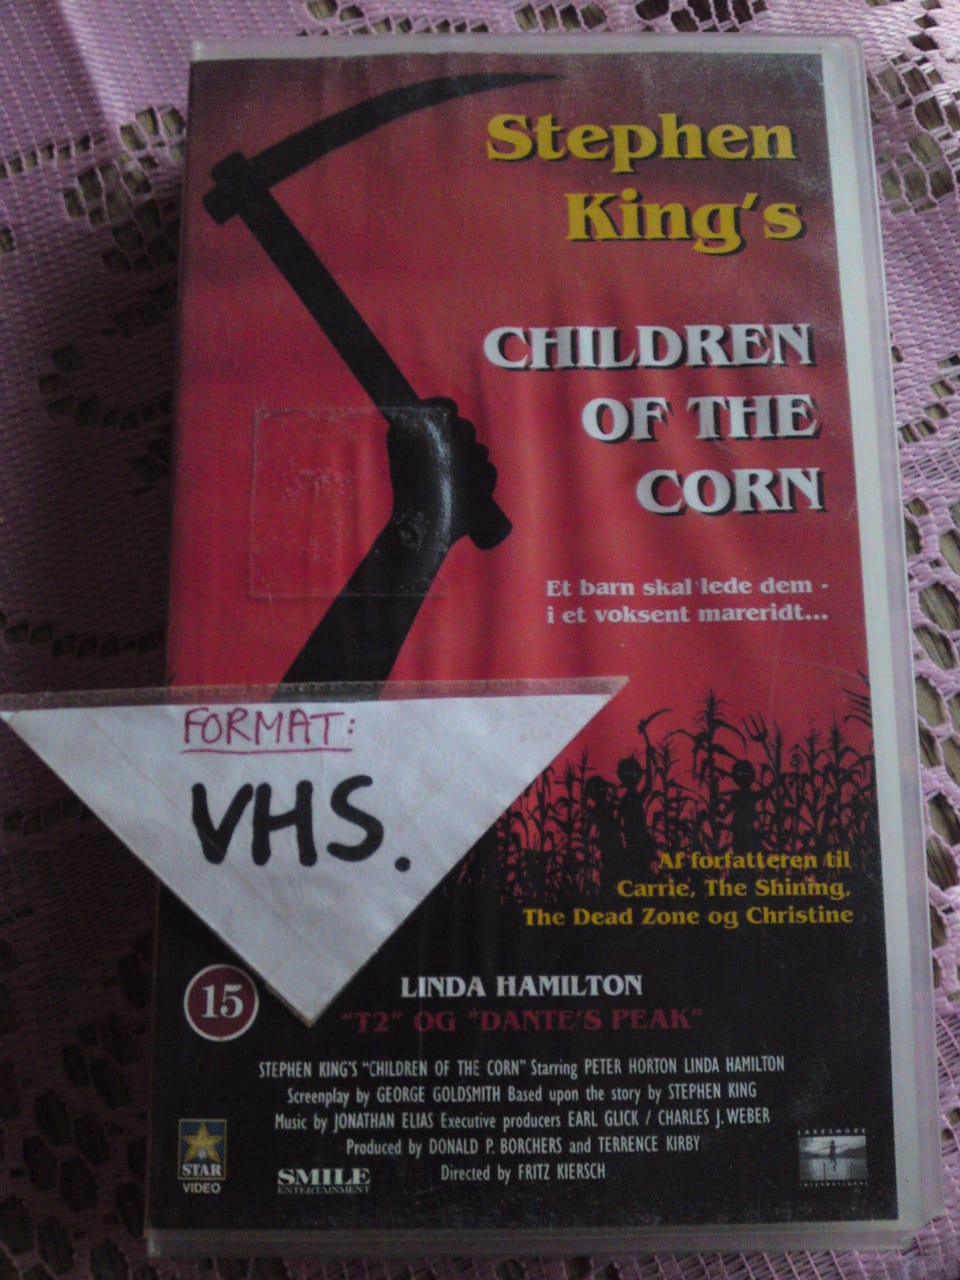 Stephen
King's
CHILDREN
OF THE
CORN
Et barn skal lede dem -
i et voksent mareridt...
FORMAT:
VHS.
Af forfatteren til
Carrie, The Shining,
The Dead Zone og Christine
15
LINDA HAMILTON
"T2" OG "DANTE'S PEAK"
STEPHEN KING'S "CHILDREN OF THE CORN" Starring PETER HORTON LINDA HAMILTON
Screenplay by GEORGE GOLDSMITH Based upon the story by STEPHEN KING
Music by JONATHAN ELIAS Executive producers EARL GLICK / CHARLES J. WEBER
Produced by DONALD P. BORCHERS and TERRENCE KIRBY
Directed by FRITZ KIERSCH
STAR
VIDEO
SMILE
ENTERTAINMENT
LAKESHORE
INTERNATIONAL